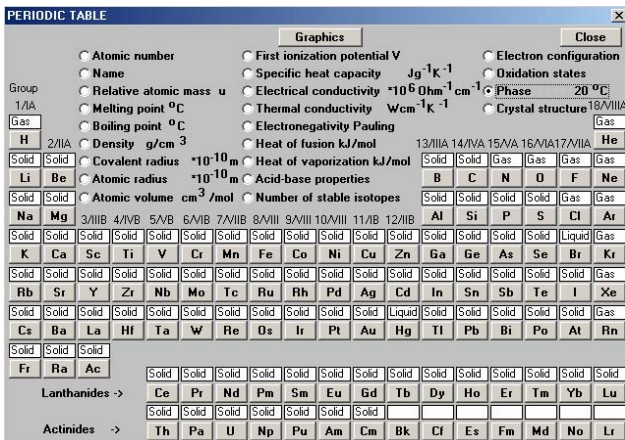 PERIODIC TABLE
Graphics Close
Atomic number First ionization potential V Electron configuration
Name Specific heat capacity Jg⁻¹K⁻¹ Oxidation states
Group Relative atomic mass u Electrical conductivity *10⁶ Ohm⁻¹cm⁻¹ Phase 20 ⁰C
1/IA Melting point ⁰C Thermal conductivity Wcm⁻¹K⁻¹ Crystal structure 18/VIIIA
Gas Boiling point ⁰C Electronegativity Pauling Gas
H 2/IIA Density g/cm³ Heat of fusion kJ/mol 13/IIIA 14/IVA 15/VA 16/VIA 17/VIIA He
Solid Solid Covalent radius *10⁻¹⁰m Heat of vaporization kJ/mol Solid Solid Gas Gas Gas Gas
Li Be Atomic radius *10⁻¹⁰m Acid-base properties B C N O F Ne
Solid Solid Atomic volume cm³/mol Number of stable isotopes Solid Solid Solid Solid Gas Gas
Na Mg 3/IIIB 4/IVB 5/VB 6/VIB 7/VIIB 8/VIII 9/VIII 10/VIII 11/IB 12/IIB Al Si P S Cl Ar
Solid Solid Solid Solid Solid Solid Solid Solid Solid Solid Solid Solid Solid Solid Solid Solid Liquid Gas
K Ca Sc Ti V Cr Mn Fe Co Ni Cu Zn Ga Ge As Se Br Kr
Solid Solid Solid Solid Solid Solid Solid Solid Solid Solid Solid Solid Solid Solid Solid Solid Solid Gas
Rb Sr Y Zr Nb Mo Tc Ru Rh Pd Ag Cd In Sn Sb Te I Xe
Solid Solid Solid Solid Solid Solid Solid Solid Solid Solid Solid Liquid Solid Solid Solid Solid Solid Gas
Cs Ba La Hf Ta W Re Os Ir Pt Au Hg Tl Pb Bi Po At Rn
Solid Solid Solid
Fr Ra Ac
Solid Solid Solid Solid Solid Solid Solid Solid Solid Solid Solid Solid Solid Solid
Lanthanides -> Ce Pr Nd Pm Sm Eu Gd Tb Dy Ho Er Tm Yb Lu
Solid Solid Solid Solid Solid Solid Solid
Actinides -> Th Pa U Np Pu Am Cm Bk Cf Es Fm Md No Lr